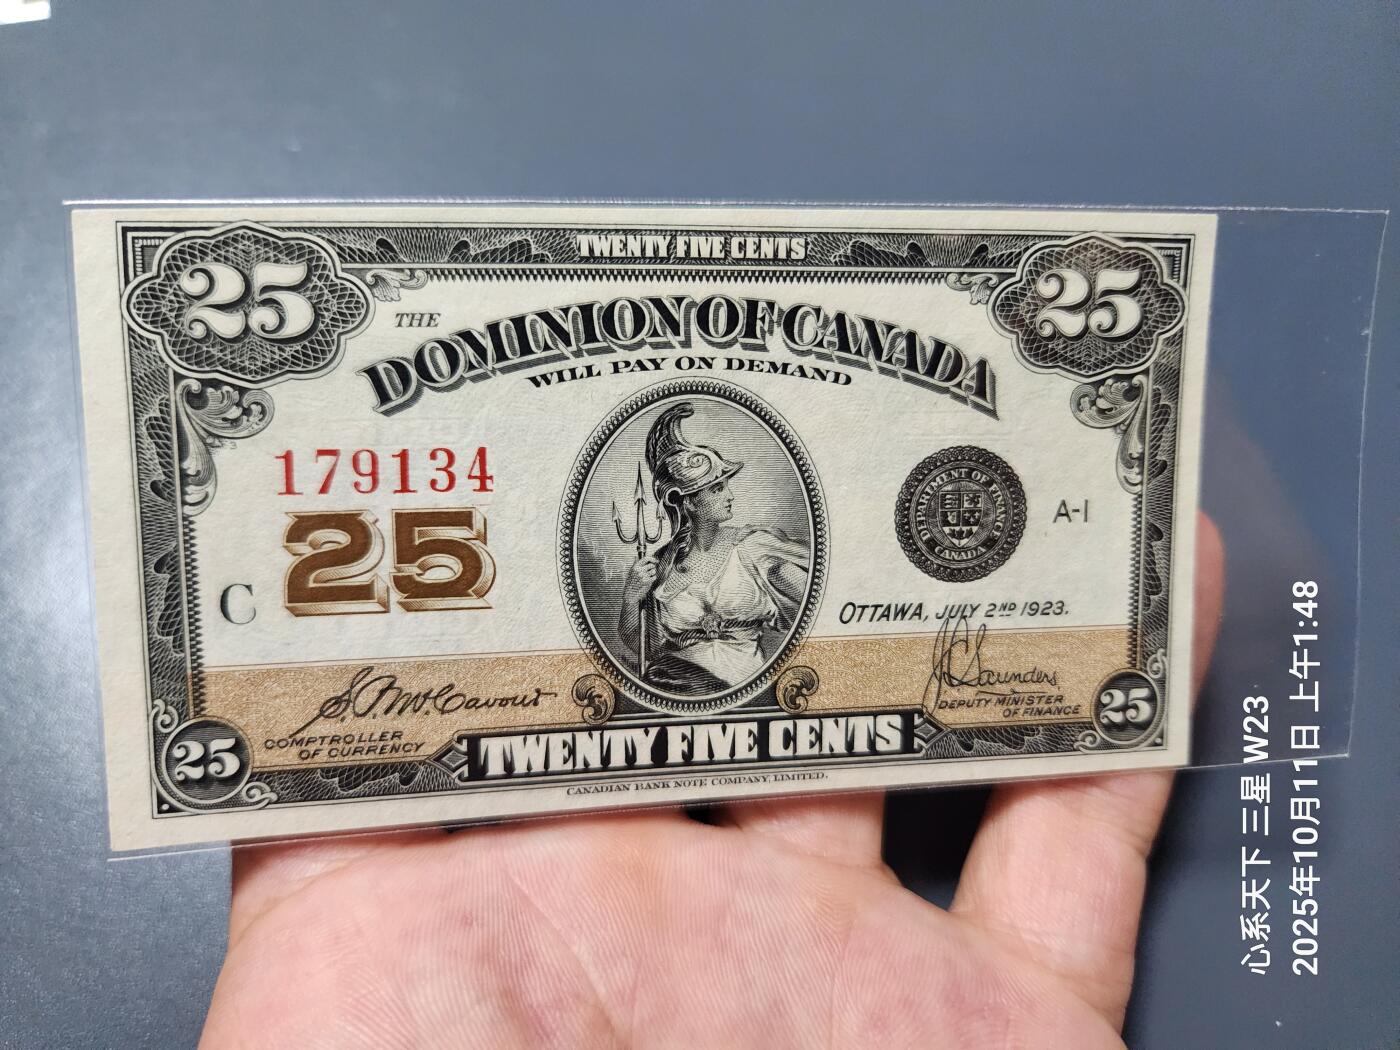 TWENTY FIVE CENTS
25
25
THE
DOMINION OF CANADA
WILL PAY ON DEMAND
179134
25
C
DEPARTMENT OF FINANCE
CANADA
A-1
OTTAWA, JULY 2ND 1923.
COMPTROLLER
OF CURRENCY
J.C. Saunders
DEPUTY MINISTER
OF FINANCE
25
TWENTY FIVE CENTS
25
CANADIAN BANK NOTE COMPANY, LIMITED.
心系天下 三星 W23
2025年10月11日 上午1:48